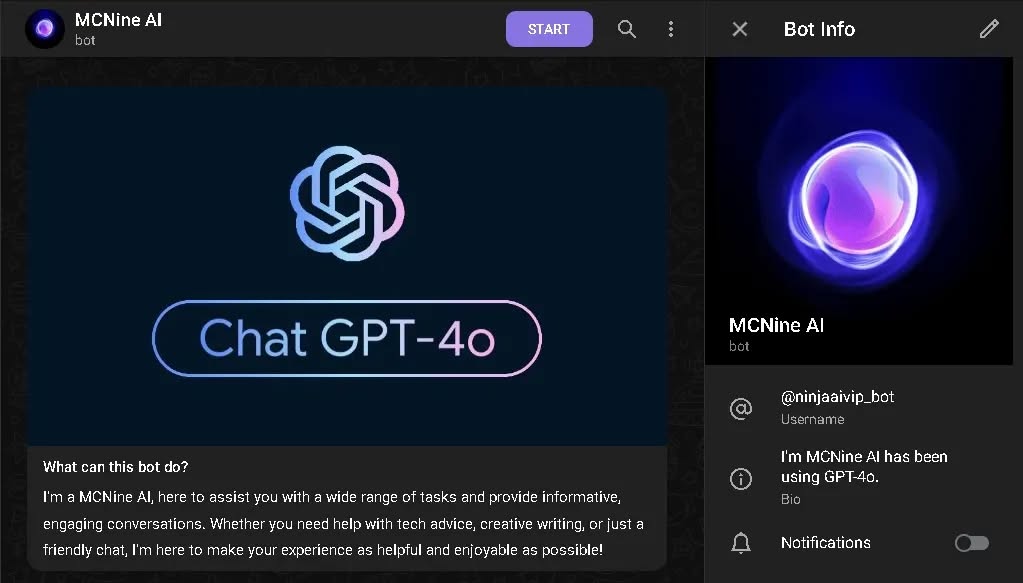 MCNine AI
bot
START
Bot Info
Chat GPT-4o
What can this bot do?
I'm a MCNine AI, here to assist you with a wide range of tasks and provide informative,
engaging conversations. Whether you need help with tech advice, creative writing, or just a
friendly chat, I'm here to make your experience as helpful and enjoyable as possible!
MCNine AI
bot
@ninjaaivip_bot
Username
I'm MCNine AI has been
using GPT-4o.
Bio
Notifications